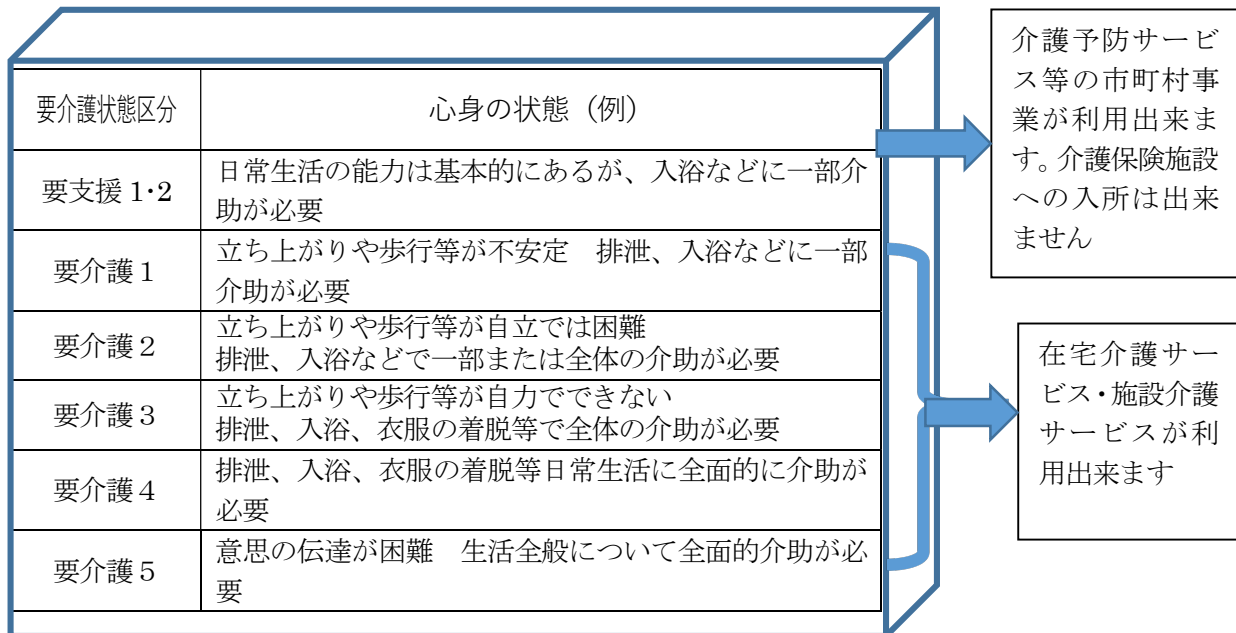 要介護状態区分 心身の状態（例）
要支援 1・2 日常生活の能力は基本的にあるが、入浴などに一部介
助が必要
要介護１ 立ち上がりや歩行等が不安定　排泄、入浴などに一部
介助が必要
要介護２ 立ち上がりや歩行等が自立では困難
排泄、入浴などで一部または全体の介助が必要
要介護３ 立ち上がりや歩行等が自力でできない
排泄、入浴、衣服の着脱等で全体の介助が必要
要介護４ 排泄、入浴、衣服の着脱等日常生活に全面的に介助が
必要
要介護５ 意思の伝達が困難　生活全般について全面的介助が必
要
介護予防サービ
ス等の市町村事
業が利用出来ま
す。介護保険施設
への入所は出来
ません
在宅介護サー
ビス・施設介護
サービスが利
用出来ます